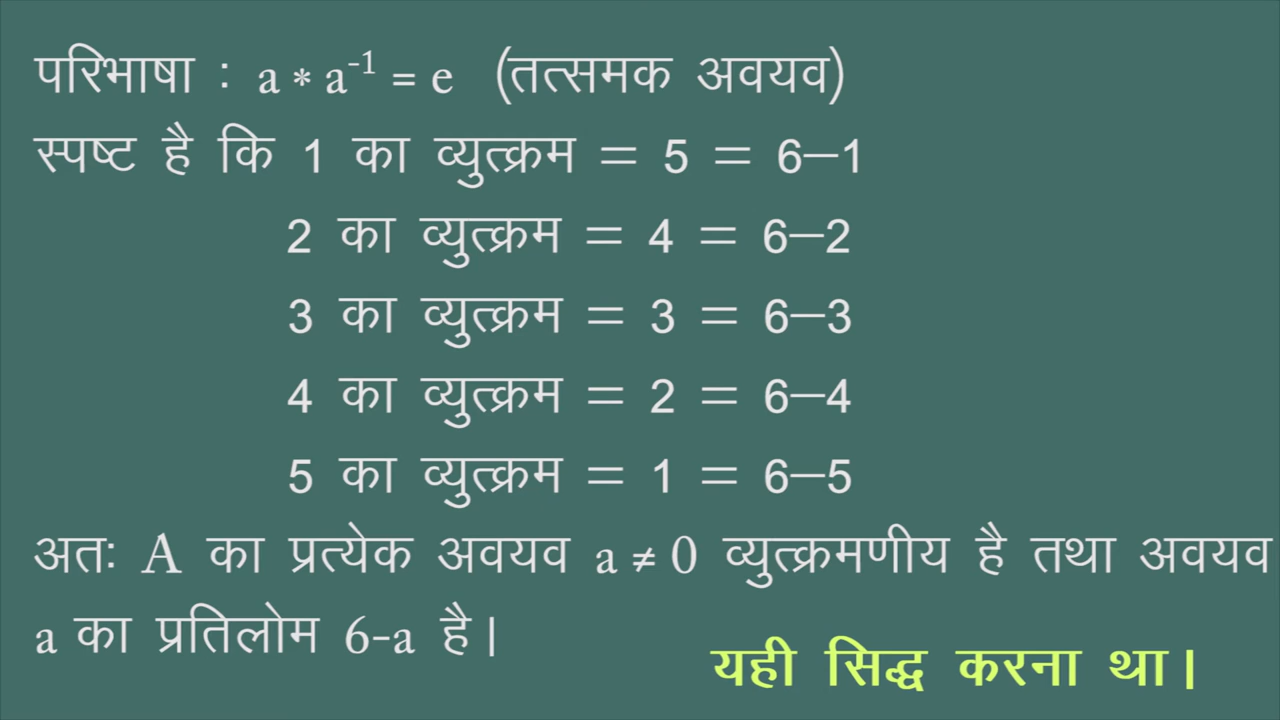 परिभाषा : a * a⁻¹ = e (तत्समक अवयव)
स्पष्ट है कि 1 का व्युत्क्रम = 5 = 6–1
2 का व्युत्क्रम = 4 = 6–2
3 का व्युत्क्रम = 3 = 6–3
4 का व्युत्क्रम = 2 = 6–4
5 का व्युत्क्रम = 1 = 6–5
अतः A का प्रत्येक अवयव a ≠ 0 व्युत्क्रमणीय है तथा अवयव
a का प्रतिलोम 6-a है।
यही सिद्ध करना था।